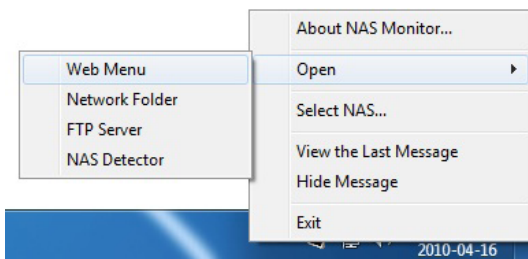 About NAS Monitor...
Open
Web Menu
Network Folder
FTP Server
NAS Detector
Select NAS...
View the Last Message
Hide Message
Exit
2010-04-16